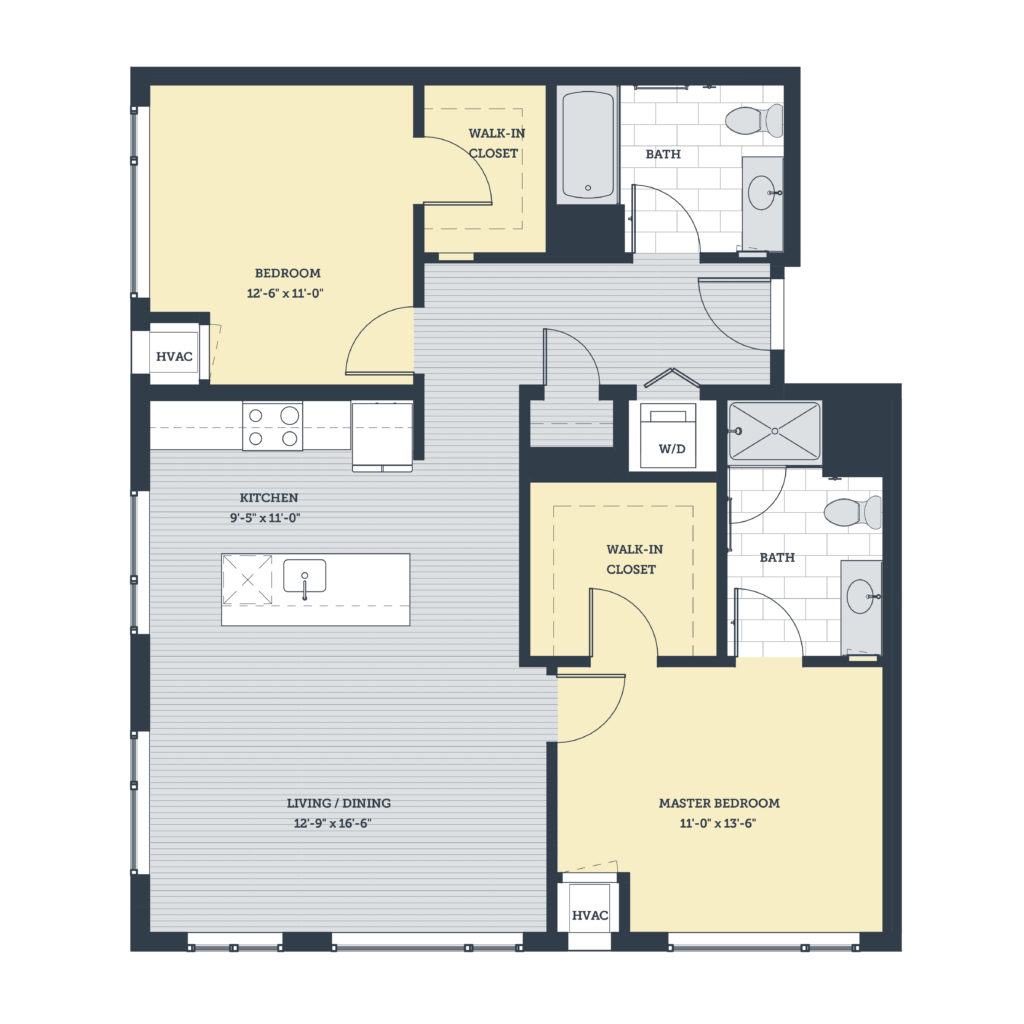 WALK-IN
CLOSET
BATH
BEDROOM
12'-6" x 11'-0"
HVAC
W/D
KITCHEN
9'-5" x 11'-0"
WALK-IN
CLOSET
BATH
LIVING / DINING
12'-9" x 16'-6"
MASTER BEDROOM
11'-0" x 13'-6"
HVAC